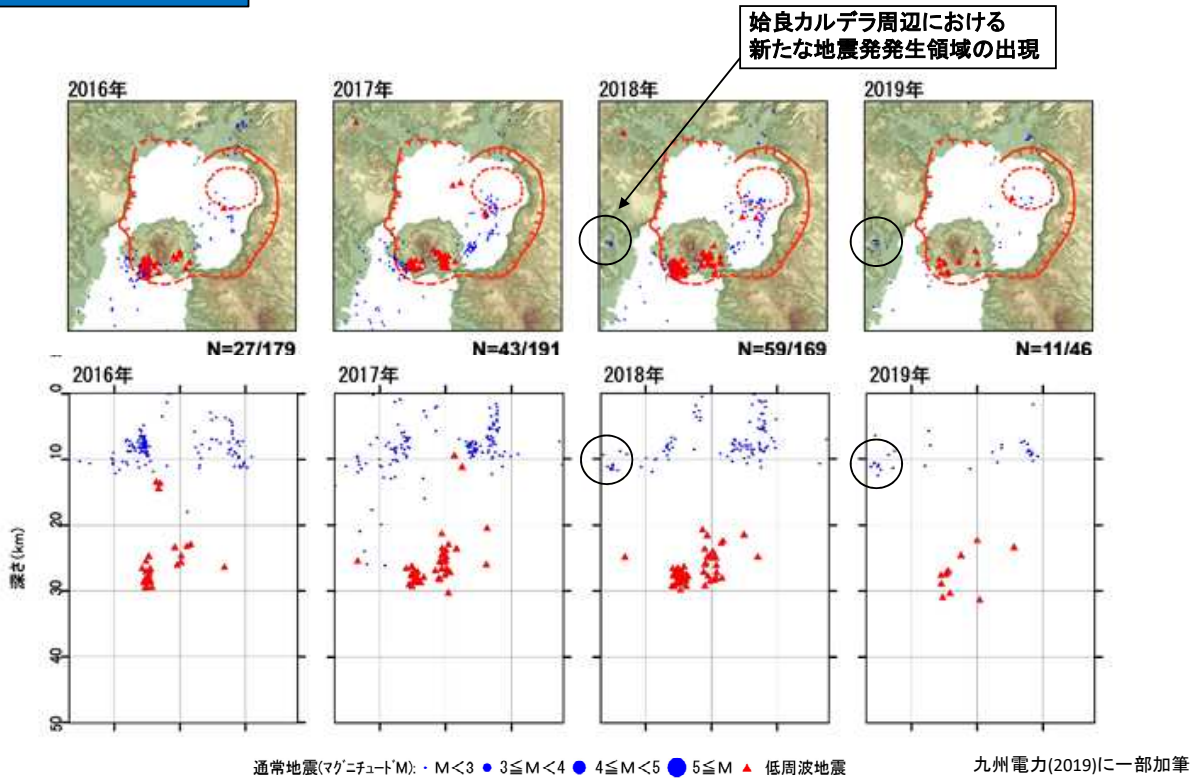 始良カルデラ周辺における
新たな地震発発生領域の出現
2016年
2017年
2018年
2019年
N=27/179
N=43/191
N=59/169
N=11/46
2016年
2017年
2018年
2019年
0
10
20
30
40
50
深さ(km)
通常地震(マグニチュードM): ・ M＜3 ● 3≦M＜4 ● 4≦M＜5 ● 5≦M ▲ 低周波地震
九州電力(2019)に一部加筆